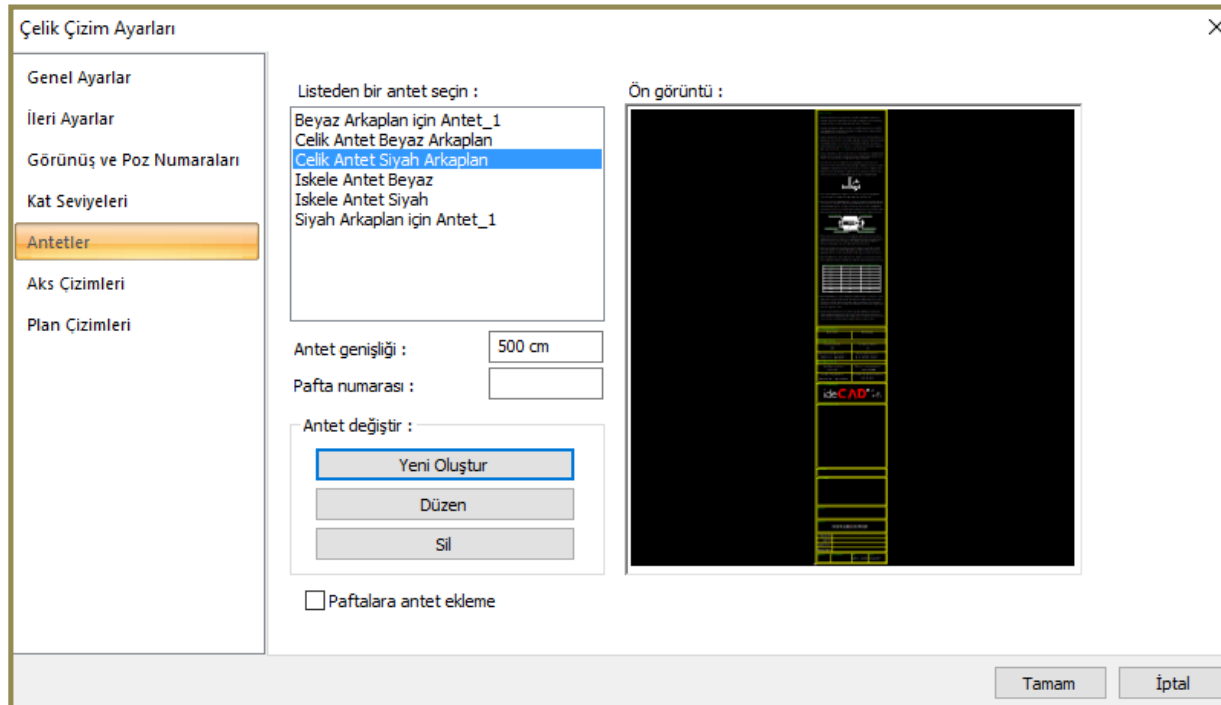 Çelik Çizim Ayarları
Genel Ayarlar
İleri Ayarlar
Görünüş ve Poz Numaraları
Kat Seviyeleri
Antetler
Aks Çizimleri
Plan Çizimleri
Listeden bir antet seçin :
Beyaz Arkaplan için Antet_1
Celik Antet Beyaz Arkaplan
Celik Antet Siyah Arkaplan
Iskele Antet Beyaz
Iskele Antet Siyah
Siyah Arkaplan için Antet_1
Antet genişliği :
500 cm
Pafta numarası :
Antet değiştir :
Yeni Oluştur
Düzen
Sil
Paftalara antet ekleme
Ön görüntü :
ideCAD
Tamam
İptal